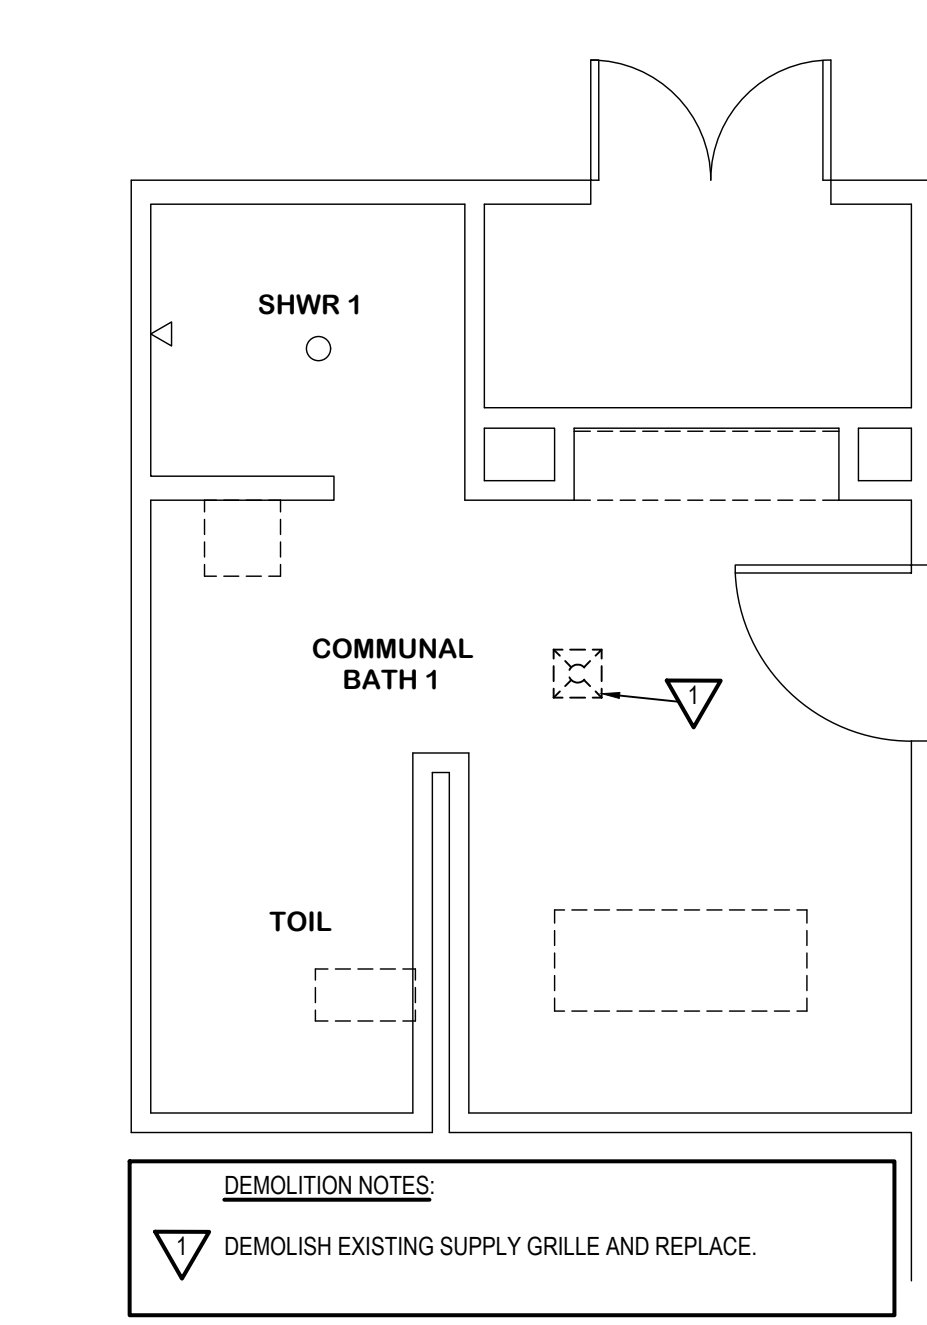 SHWR 1
COMMUNAL
BATH 1
1
TOIL
DEMOLITION NOTES:
1 DEMOLISH EXISTING SUPPLY GRILLE AND REPLACE.